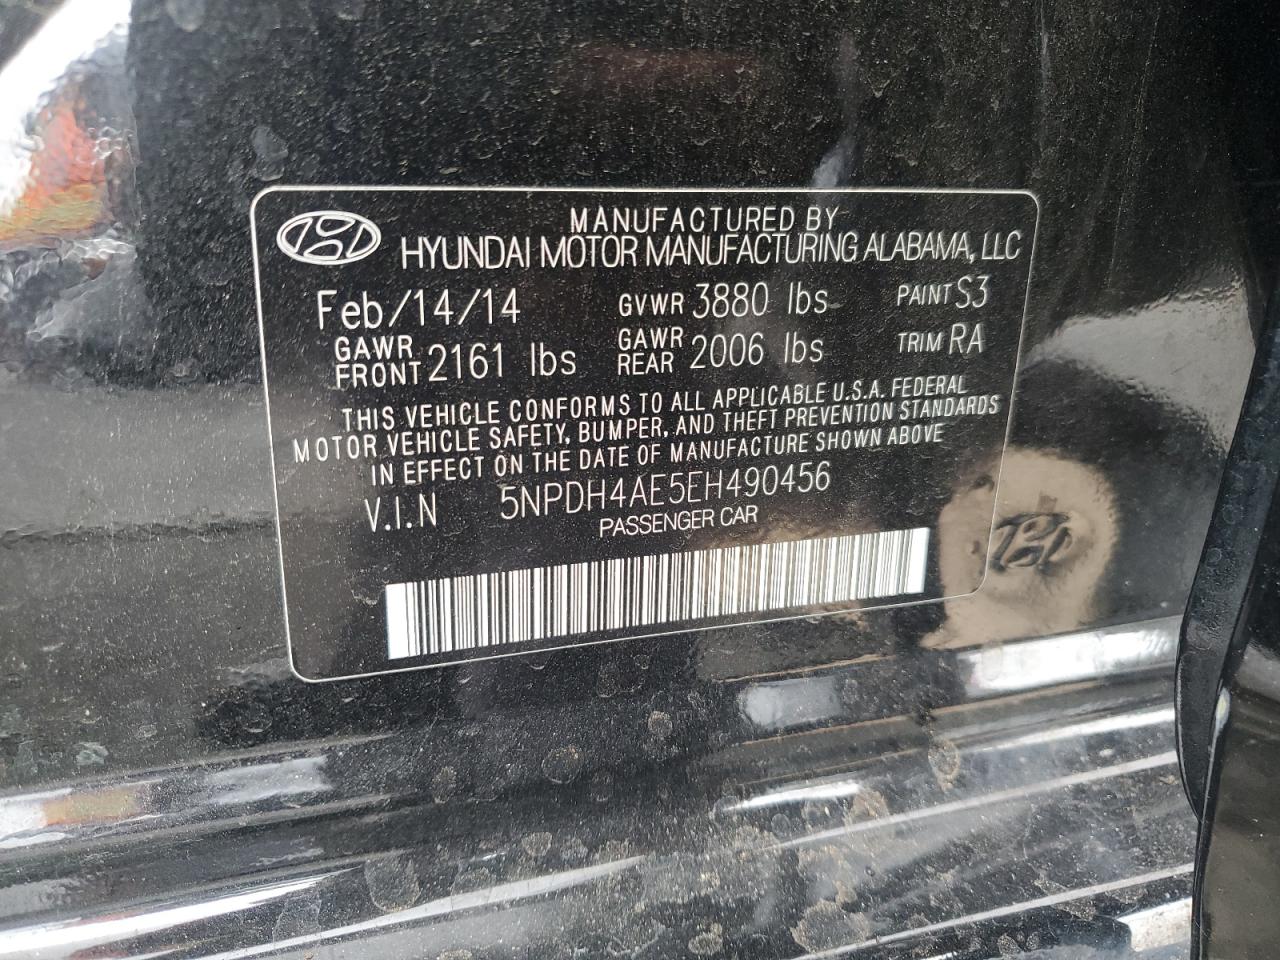 MANUFACTURED BY
HYUNDAI MOTOR MANUFACTURING ALABAMA, LLC
Feb/14/14 GVWR 3880 lbs PAINT S3
GAWR FRONT 2161 lbs GAWR REAR 2006 lbs TRIM RA
THIS VEHICLE CONFORMS TO ALL APPLICABLE U.S.A. FEDERAL
MOTOR VEHICLE SAFETY, BUMPER, AND THEFT PREVENTION STANDARDS
IN EFFECT ON THE DATE OF MANUFACTURE SHOWN ABOVE
V.I.N 5NPDH4AE5EH490456
PASSENGER CAR